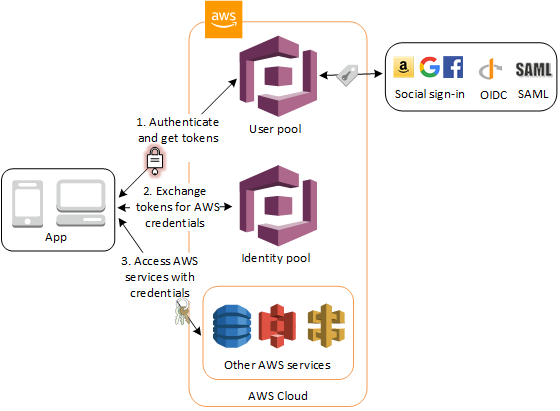 aws
a
G
f
SAML
Social sign-in
OIDC
SAML
User pool
1. Authenticate
and get tokens
2. Exchange
tokens for AWS
credentials
App
Identity pool
3. Access AWS
services with
credentials
Other AWS services
AWS Cloud